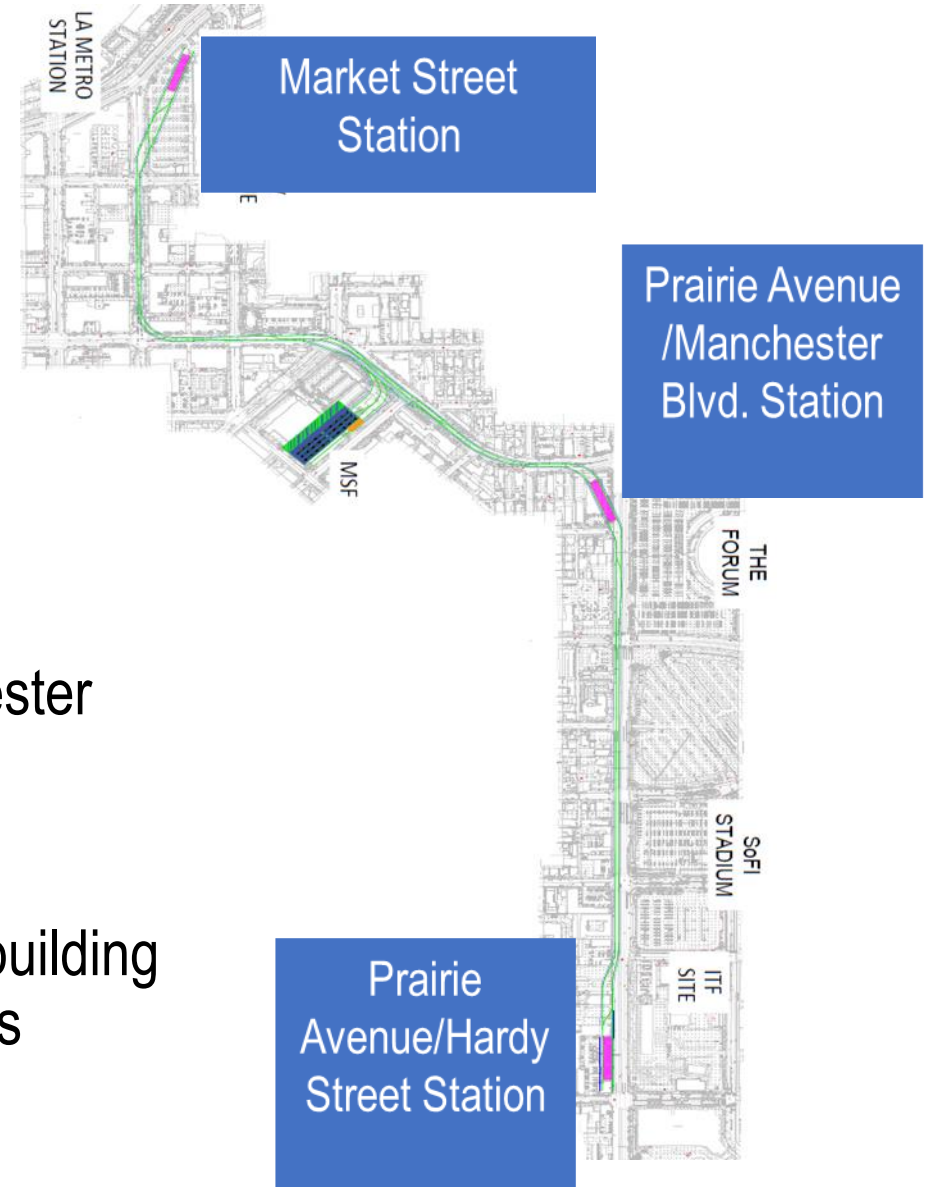 LA METRO
STATION
Market Street
Station
E
Prairie Avenue
/Manchester
Blvd. Station
MSF
THE
FORUM
ester
SoFI
STADIUM
building
s
ITF
SITE
Prairie
Avenue/Hardy
Street Station